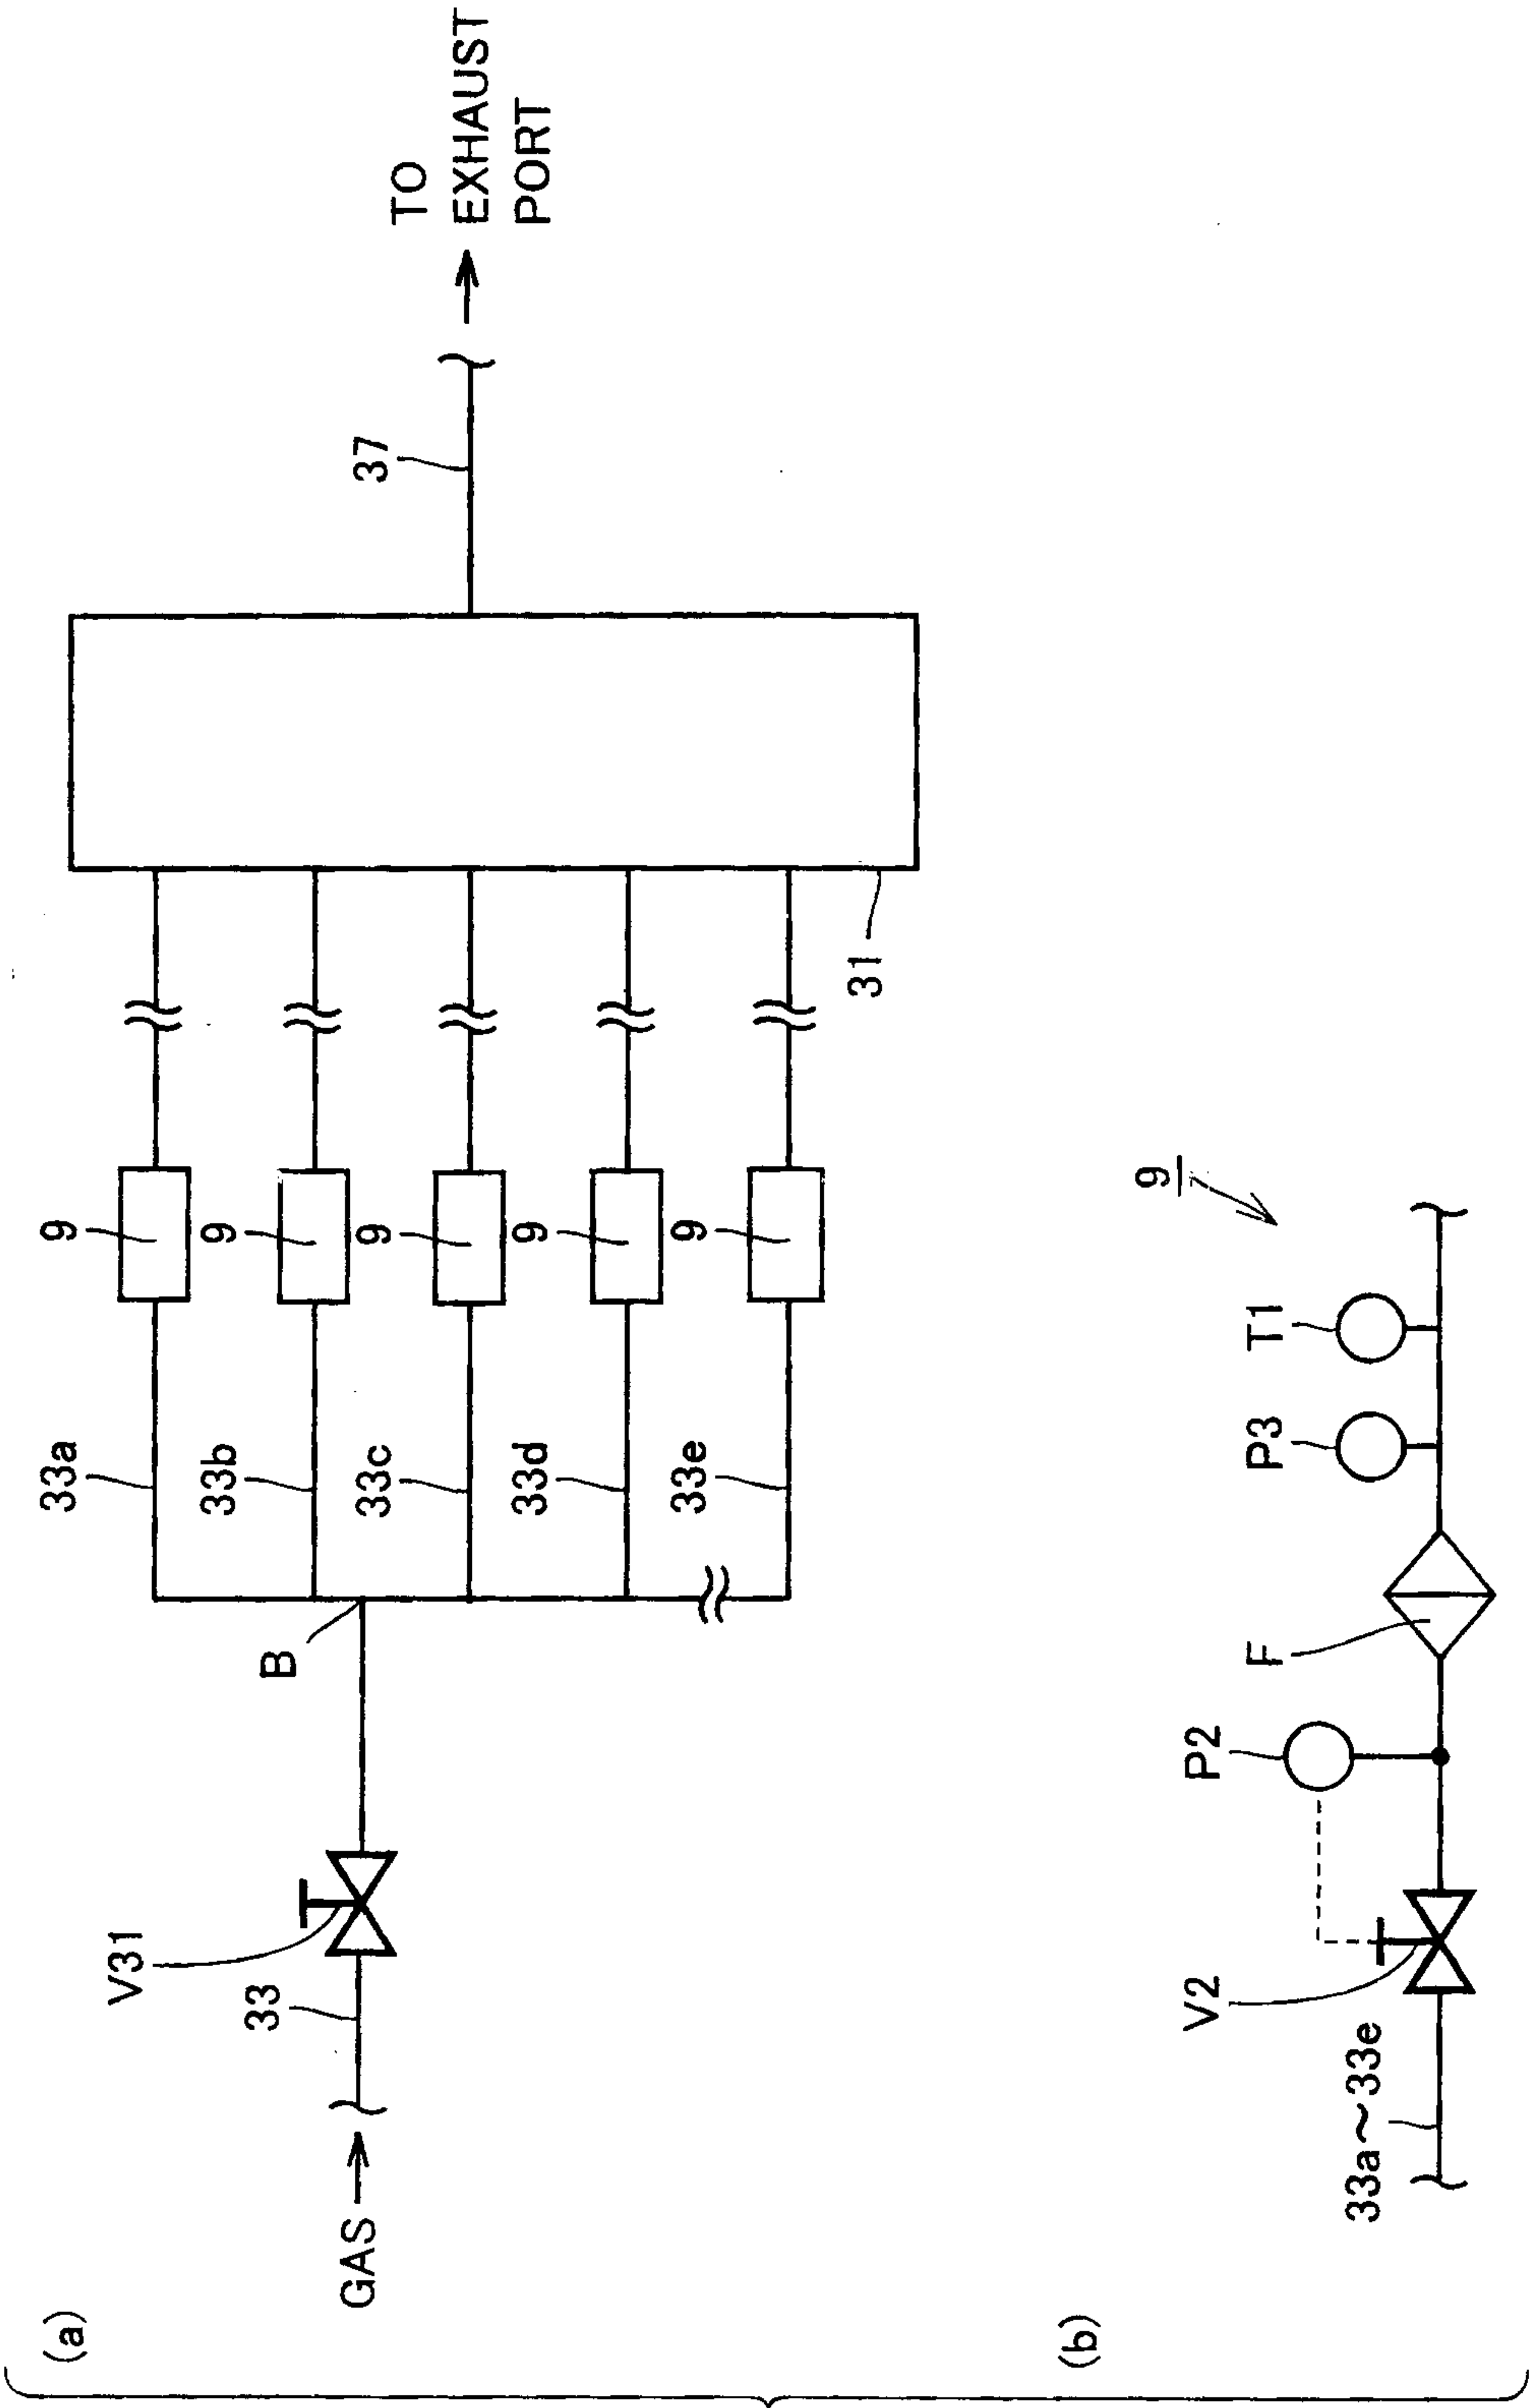 (a)
33a
9
33b
9
33c
9
33d
9
33e
9
V31
33
B
GAS
31
37
TO
EXHAUST
PORT
(b)
9
33a~33e
V2
P2
F
P3
T1